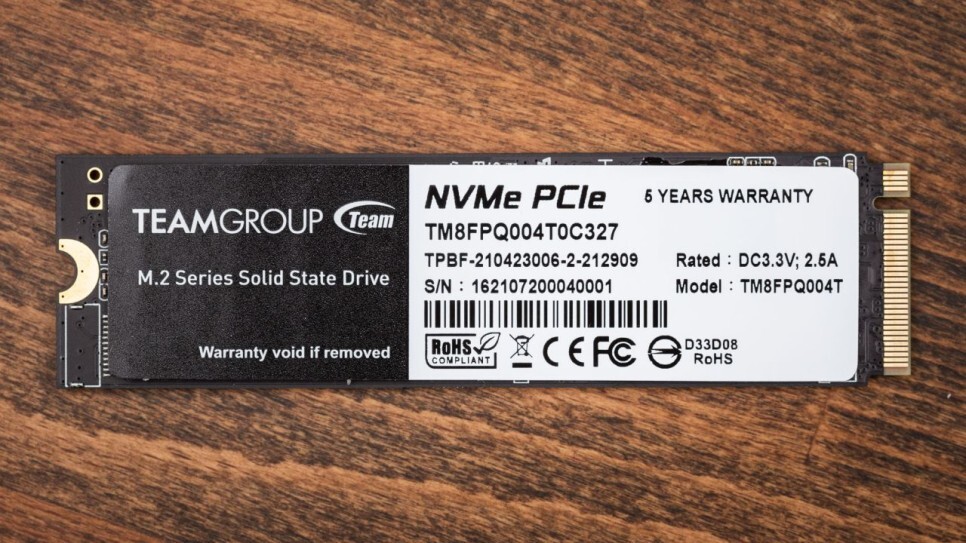 TEAMGROUP Team
M.2 Series Solid State Drive
Warranty void if removed
NVMe PCIe
5 YEARS WARRANTY
TM8FPQ004T0C327
TPBF-210423006-2-212909
Rated : DC3.3V; 2.5A
S/N : 162107200040001
Model : TM8FPQ004T
RoHS
COMPLIANT
CE FC
D33D08
RoHS